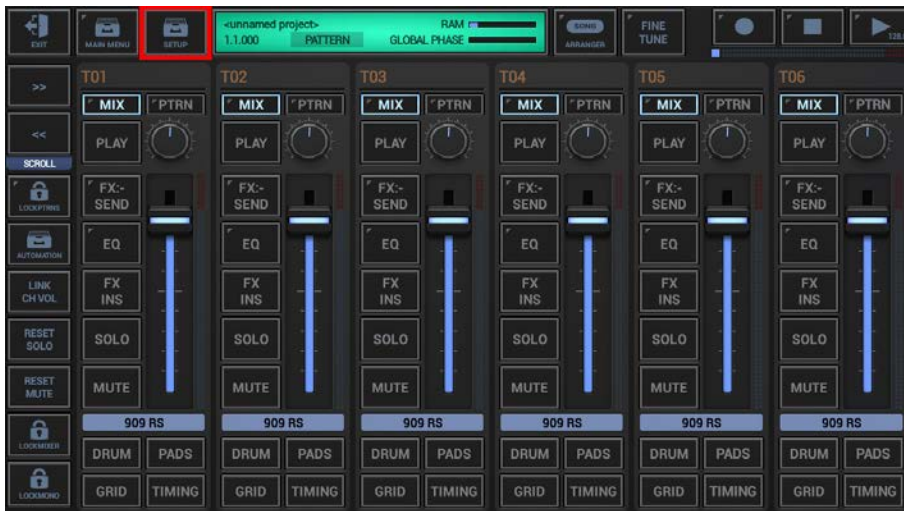 <unnamed project> RAM
SONG
FINE
EXIT MAIN MENU SETUP 1.1.000 PATTERN GLOBAL PHASE ARRANGER TUNE 128.
>> T01 T02 T03 T04 T05 T06
MIX PTRN MIX PTRN MIX PTRN MIX PTRN MIX PTRN MIX PTRN
<< PLAY PLAY PLAY PLAY PLAY PLAY
SCROLL
LOCKPTRNS FX:- FX:- FX:- FX:- FX:- FX:-
SEND SEND SEND SEND SEND SEND
AUTOMATION EQ EQ EQ EQ EQ EQ
LINK FX FX FX FX FX FX
CH VOL INS INS INS INS INS INS
RESET
SOLO SOLO SOLO SOLO SOLO SOLO SOLO
RESET
MUTE MUTE MUTE MUTE MUTE MUTE MUTE
909 RS 909 RS 909 RS 909 RS 909 RS 909 RS
LOCKMIXER DRUM PADS DRUM PADS DRUM PADS DRUM PADS DRUM PADS DRUM PADS
LOCKMONO GRID TIMING GRID TIMING GRID TIMING GRID TIMING GRID TIMING GRID TIMING